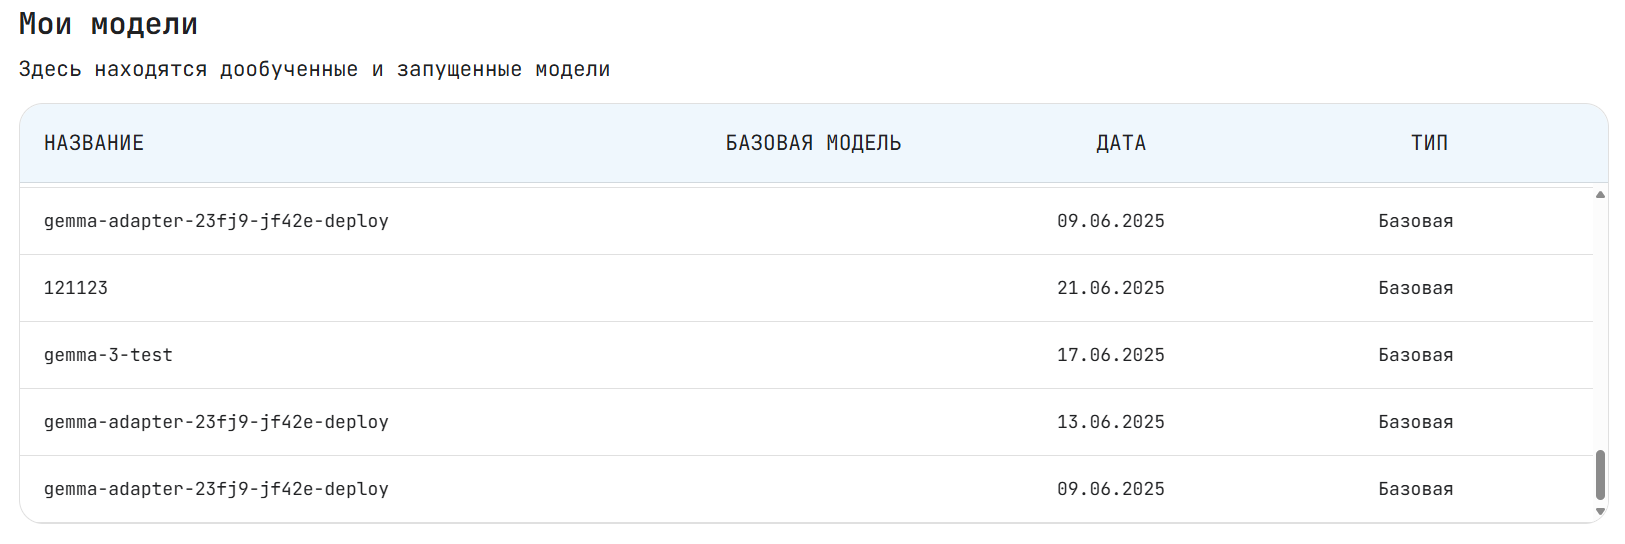 Мои модели
Здесь находятся дообученные и запущенные модели
НАЗВАНИЕ БАЗОВАЯ МОДЕЛЬ ДАТА ТИП
gemma-adapter-23fj9-jf42e-deploy 09.06.2025 Базовая
121123 21.06.2025 Базовая
gemma-3-test 17.06.2025 Базовая
gemma-adapter-23fj9-jf42e-deploy 13.06.2025 Базовая
gemma-adapter-23fj9-jf42e-deploy 09.06.2025 Базовая